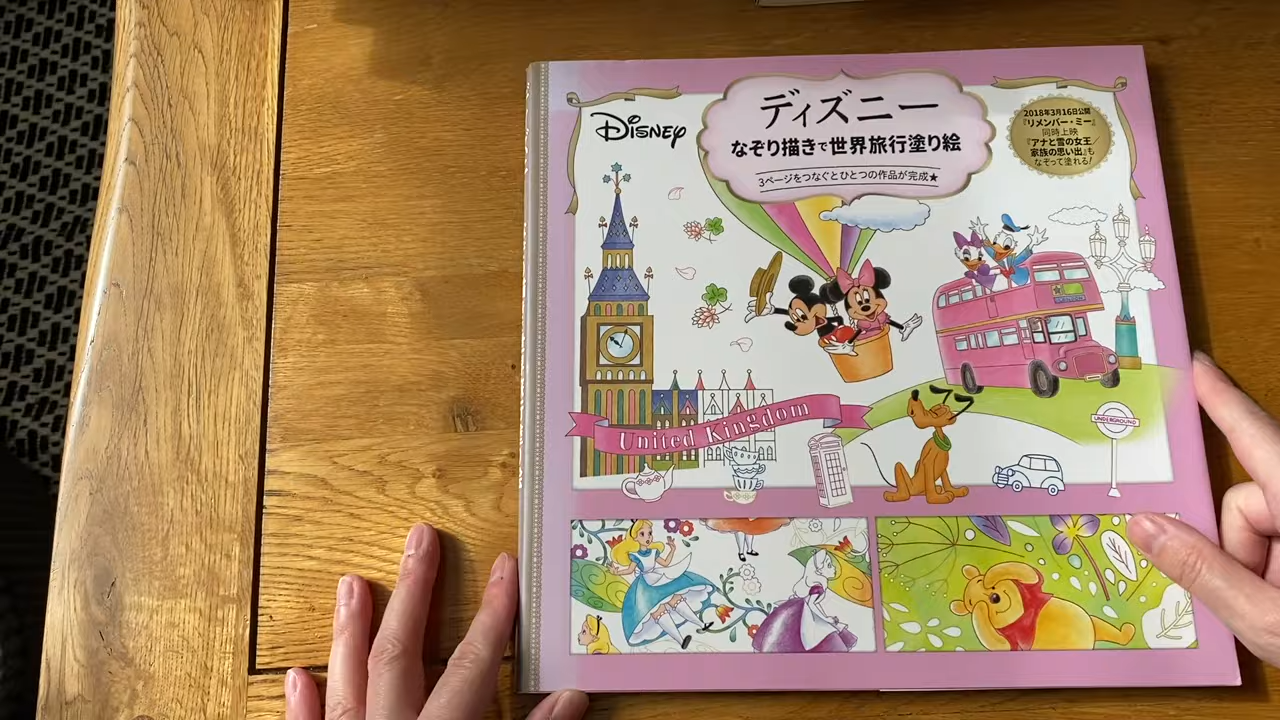 Disney
ディズニー
なぞり描きで世界旅行塗り絵
3ページをつなぐとひとつの作品が完成★
2018年3月16日公開
『リメンバー・ミー』
同時上映
『アナと雪の女王/
家族の思い出』も
なぞって塗れる!
United Kingdom
UNDERGROUND